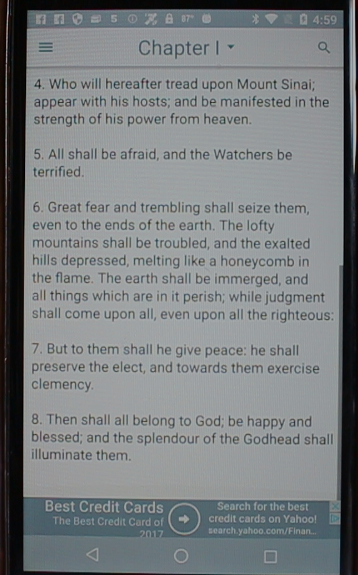 87° 4:59
Chapter I
4. Who will hereafter tread upon Mount Sinai;
appear with his hosts; and be manifested in the
strength of his power from heaven.
5. All shall be afraid, and the Watchers be
terrified.
6. Great fear and trembling shall seize them,
even to the ends of the earth. The lofty
mountains shall be troubled, and the exalted
hills depressed, melting like a honeycomb in
the flame. The earth shall be immerged, and
all things which are in it perish; while judgment
shall come upon all, even upon all the righteous:
7. But to them shall he give peace: he shall
preserve the elect, and towards them exercise
clemency.
8. Then shall all belong to God; be happy and
blessed; and the splendour of the Godhead shall
illuminate them.
Best Credit Cards
The Best Credit Card of
2017
Search for the best
credit cards on Yahoo!
search.yahoo.com/Finan...